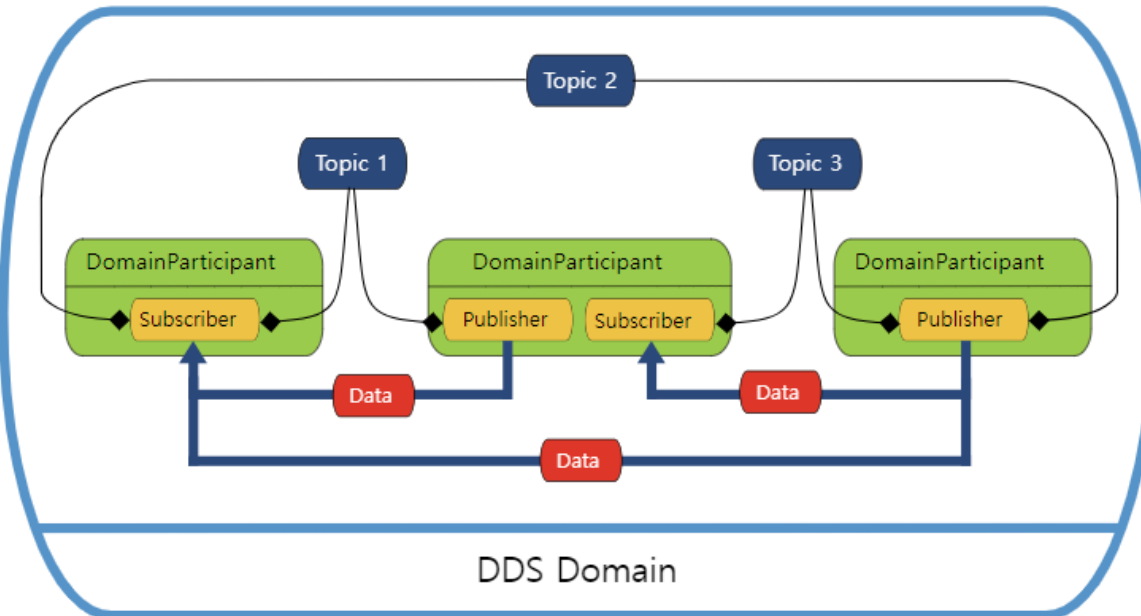 Topic 2
Topic 1
Topic 3
DomainParticipant
DomainParticipant
DomainParticipant
Subscriber
Publisher
Subscriber
Publisher
Data
Data
Data
DDS Domain